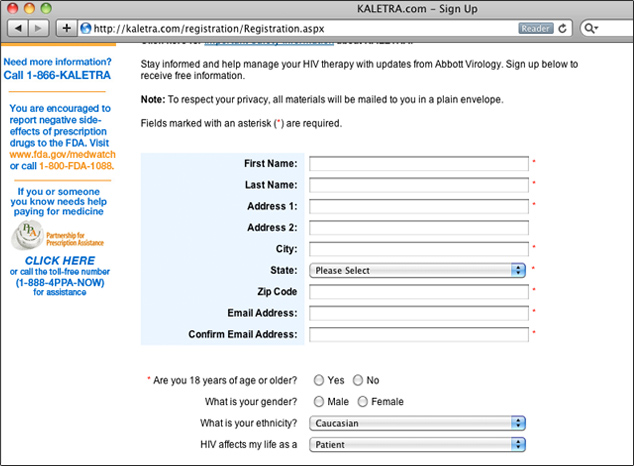 KALETRA.com – Sign Up
http://kaletra.com/registration/Registration.aspx
Reader
Need more information?
Call 1-866-KALETRA
You are encouraged to
report negative side-
effects of prescription
drugs to the FDA. Visit
www.fda.gov/medwatch
or call 1-800-FDA-1088.
If you or someone
you know needs help
paying for medicine
PPA
Partnership for
Prescription Assistance
CLICK HERE
or call the toll-free number
(1-888-4PPA-NOW)
for assistance
Click here for Important Safety Information about KALETRA.
Stay informed and help manage your HIV therapy with updates from Abbott Virology. Sign up below to
receive free information.
Note: To respect your privacy, all materials will be mailed to you in a plain envelope.
Fields marked with an asterisk (*) are required.
First Name: *
Last Name: *
Address 1: *
Address 2:
City: *
State: Please Select *
Zip Code *
Email Address: *
Confirm Email Address: *
* Are you 18 years of age or older? Yes No
What is your gender? Male Female
What is your ethnicity? Caucasian
HIV affects my life as a Patient